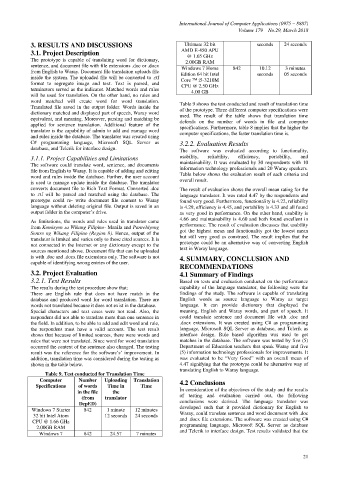 International Journal of Computer Applications (0975 – 8887)
Volume 179 – No.29, March 2018
3. RESULTS AND DISCUSSIONS
3.1. Project Description
The prototype is capable of translating word for dictionary,
sentence, and document with file extensions .doc or .docx
from English to Waray. Document file translation uploads file
inside the system. The uploaded file will be converted to .rtf
format to segregate image and text. Text is parsed, and
terminators served as the indicator. Matched words and rules
will be used for translation. On the other hand, no rules and
word matched will create word for word translation.
Translated file saved in the output folder. Words inside the
dictionary matched and displayed part of speech, Waray word
equivalent, and meaning. Moreover, parsing and matching be
applied for sentence translation. Additional feature of the
translator is the capability of admin to add and manage word
and rules inside the database. The translator was created using
C# programming language, Microsoft SQL Server as
database, and Telerik for interface design.
3.1.1. Project Capabilities and Limitations
The software could translate word, sentence, and documents
file from English to Waray. It is capable of adding and editing
word and rules inside the database. Further, the user account
is used to manage update inside the database. The translator
converts document file to Rich Text Format. Converted .docx
to .rtf will be parsed and matched using the database. The
prototype could re- write document file content to Waray
language without altering original file. Output is saved in an
output folder in the computer's drive.
As limitations, the words and rules used in translator came
from Komisyon sa Wikang Filipino- Manila and Panrehiyong
Sentro sa Wikang Filipino (Region 8). Hence, output of the
translator is limited and varies only to those cited sources. It is
not connected in the Internet or any dictionary except to the
sources mentioned above. Document file that can be uploaded
is with .doc and .docx file extensions only. The software is not
capable of identifying wrong entries of the user.
3.2. Project Evaluation
3.2.1. Test Results
The results during the test procedure show that:
There are English rule that does not have match in the
database and produced word for word translation. There are
words not translated because it does not exist in the database.
Special characters and text cases were not read. Also, the
respondent did not able to translate more than one sentence in
the field. In addition, to be able to add and edit word and rule,
the respondent must have a valid account. The test result
shows that because of limited sources, there were words and
rules that were not translated. Since word for word translation
occurred the context of the sentence also changed. The testing
result was the reference for the software's improvement. In
addition, translation time was considered during the testing as
shown in the table below.
Table 9. Test conducted for Translation Time
Computer Specifications | Number of words in the file (from DepED) | Uploading Time in the translator | Translation Time
Windows 7 Starter 32 bit Intel Atom CPU @ 1.66 GHz 2.00GB RAM | 842 | 1 minute 12 seconds | 12 minutes 24 seconds
Windows 7 | 842 | 24.57 | 7 minutes
Ultimate 32 bit AMD E-450 APU @ 1.65 GHz 2.00GB RAM | seconds | 24 seconds
Windows 7 Home Edition 64 bit Intel Core ™ i5-3210M CPU @ 2.50 GHz 4.00 GB | 842 | 10.12 seconds | 3 minutes 05 seconds
Table 9 shows the test conducted and result of translation time
of the prototype. Three different computer specifications were
used. The result of the table shows that translation time
depends on the number of words in file and computer
specifications. Furthermore, table 9 implies that the higher the
computer specifications, the faster translation time is.
3.2.2. Evaluation Results
The software was evaluated according to functionality,
usability, reliability, efficiency, portability, and
maintainability. It was evaluated by 30 respondents with 10
information technology professionals and 20 Waray speakers.
Table below shows the evaluation result of each criteria and
overall result.
The result of evaluation shows the overall mean rating for the
language translator. It was rated 4.47 by the respondents and
found very good. Furthermore, functionality is 4.22, reliability
is 4.29, efficiency is 4.45, and portability is 4.33 and all found
as very good in performance. On the other hand, usability is
4.66 and maintainability is 4.68 and both found excellent in
performance. The result of evaluation discusses that usability
got the highest mean and functionality got the lowest mean
but still very good as construed. The result implies that the
prototype could be an alternative way of converting English
text in Waray language.
4. SUMMARY, CONCLUSION AND
RECOMMENDATIONS
4.1 Summary of Findings
Based on tests and evaluation conducted on the performance
capability of the language translator, the following were the
findings of the study. The software is capable of translating
English words as source language to Waray as target
language. It can provide dictionary that displayed the
meaning, English and Waray words, and part of speech. It
could translate sentence and document file with .doc and
.docx extensions. It was created using C# as programming
language, Microsoft SQL Server as database, and Telerik as
interface design. Rule based algorithm was used to get
matches in the database. The software was tested by five (5)
Department of Education teachers that speak Waray and five
(5) information technology professionals for improvements. It
was evaluated to be "Very Good" with an overall mean of
4.47 signifying that the prototype could be alternative way of
translating English to Waray language.
4.2 Conclusions
In consideration of the objectives of the study and the results
of testing and evaluation carried out, the following
conclusions were derived. The language translator was
developed such that it provided dictionary for English to
Waray, could translate sentence and word document with .doc
and .docx file extensions. The software was created using C#
programming language, Microsoft SQL Server as database
and Telerik as interface design. Test results validated that the
21